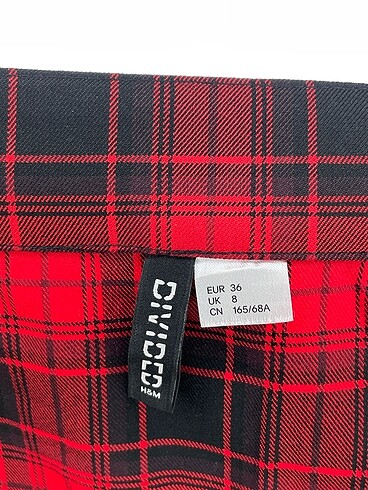 DIVIDED
H&M
EUR 36
UK 8
CN 165/68A